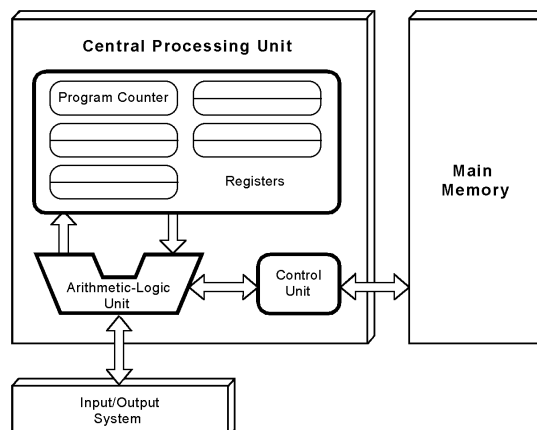 Central Processing Unit
Program Counter
Registers
Main
Memory
Arithmetic-Logic
Unit
Control
Unit
Input/Output
System